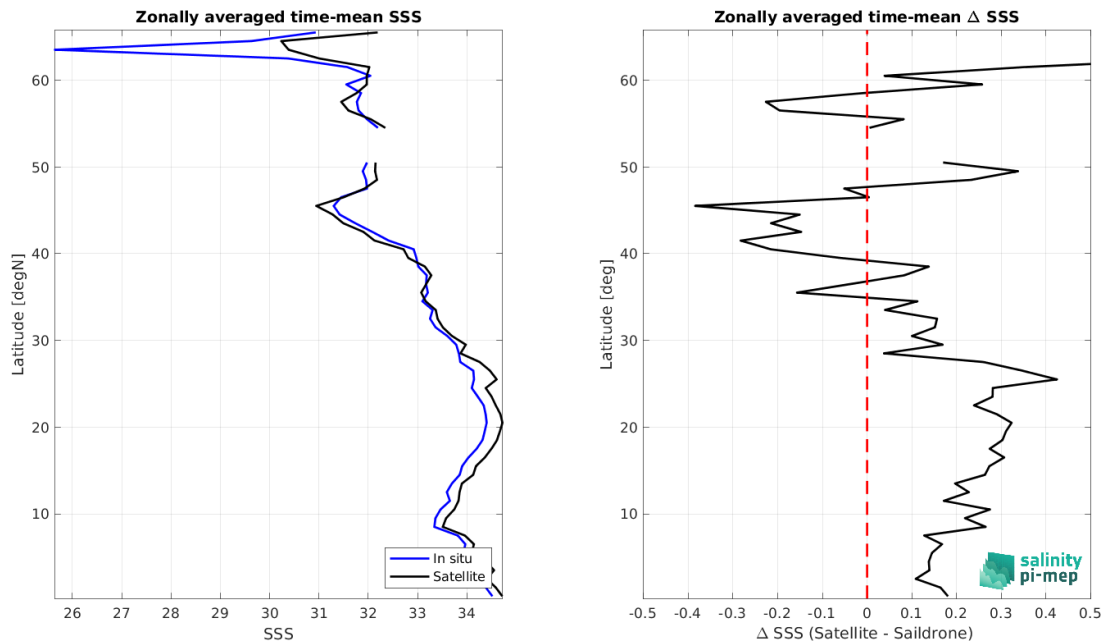 Zonally averaged time-mean SSS
Latitude [degN]
60
50
40
30
20
10
26 27 28 29 30 31 32 33 34
SSS
In situ
Satellite
Zonally averaged time-mean Δ SSS
Latitude [deg]
60
50
40
30
20
10
-0.5 -0.4 -0.3 -0.2 -0.1 0 0.1 0.2 0.3 0.4 0.5
Δ SSS (Satellite - Saildrone)
salinity
pi-mep